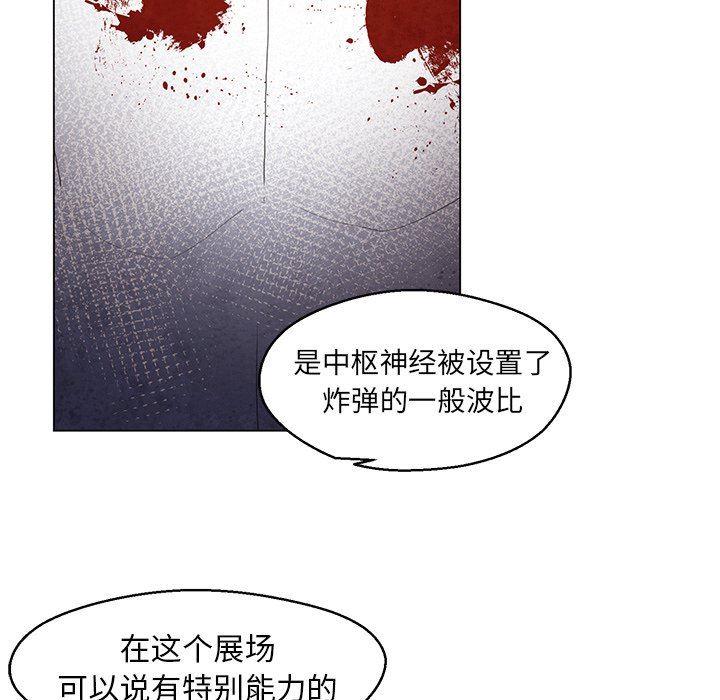 是中枢神经被设置了
炸弹的一般波比
在这个展场
可以说有特别能力的